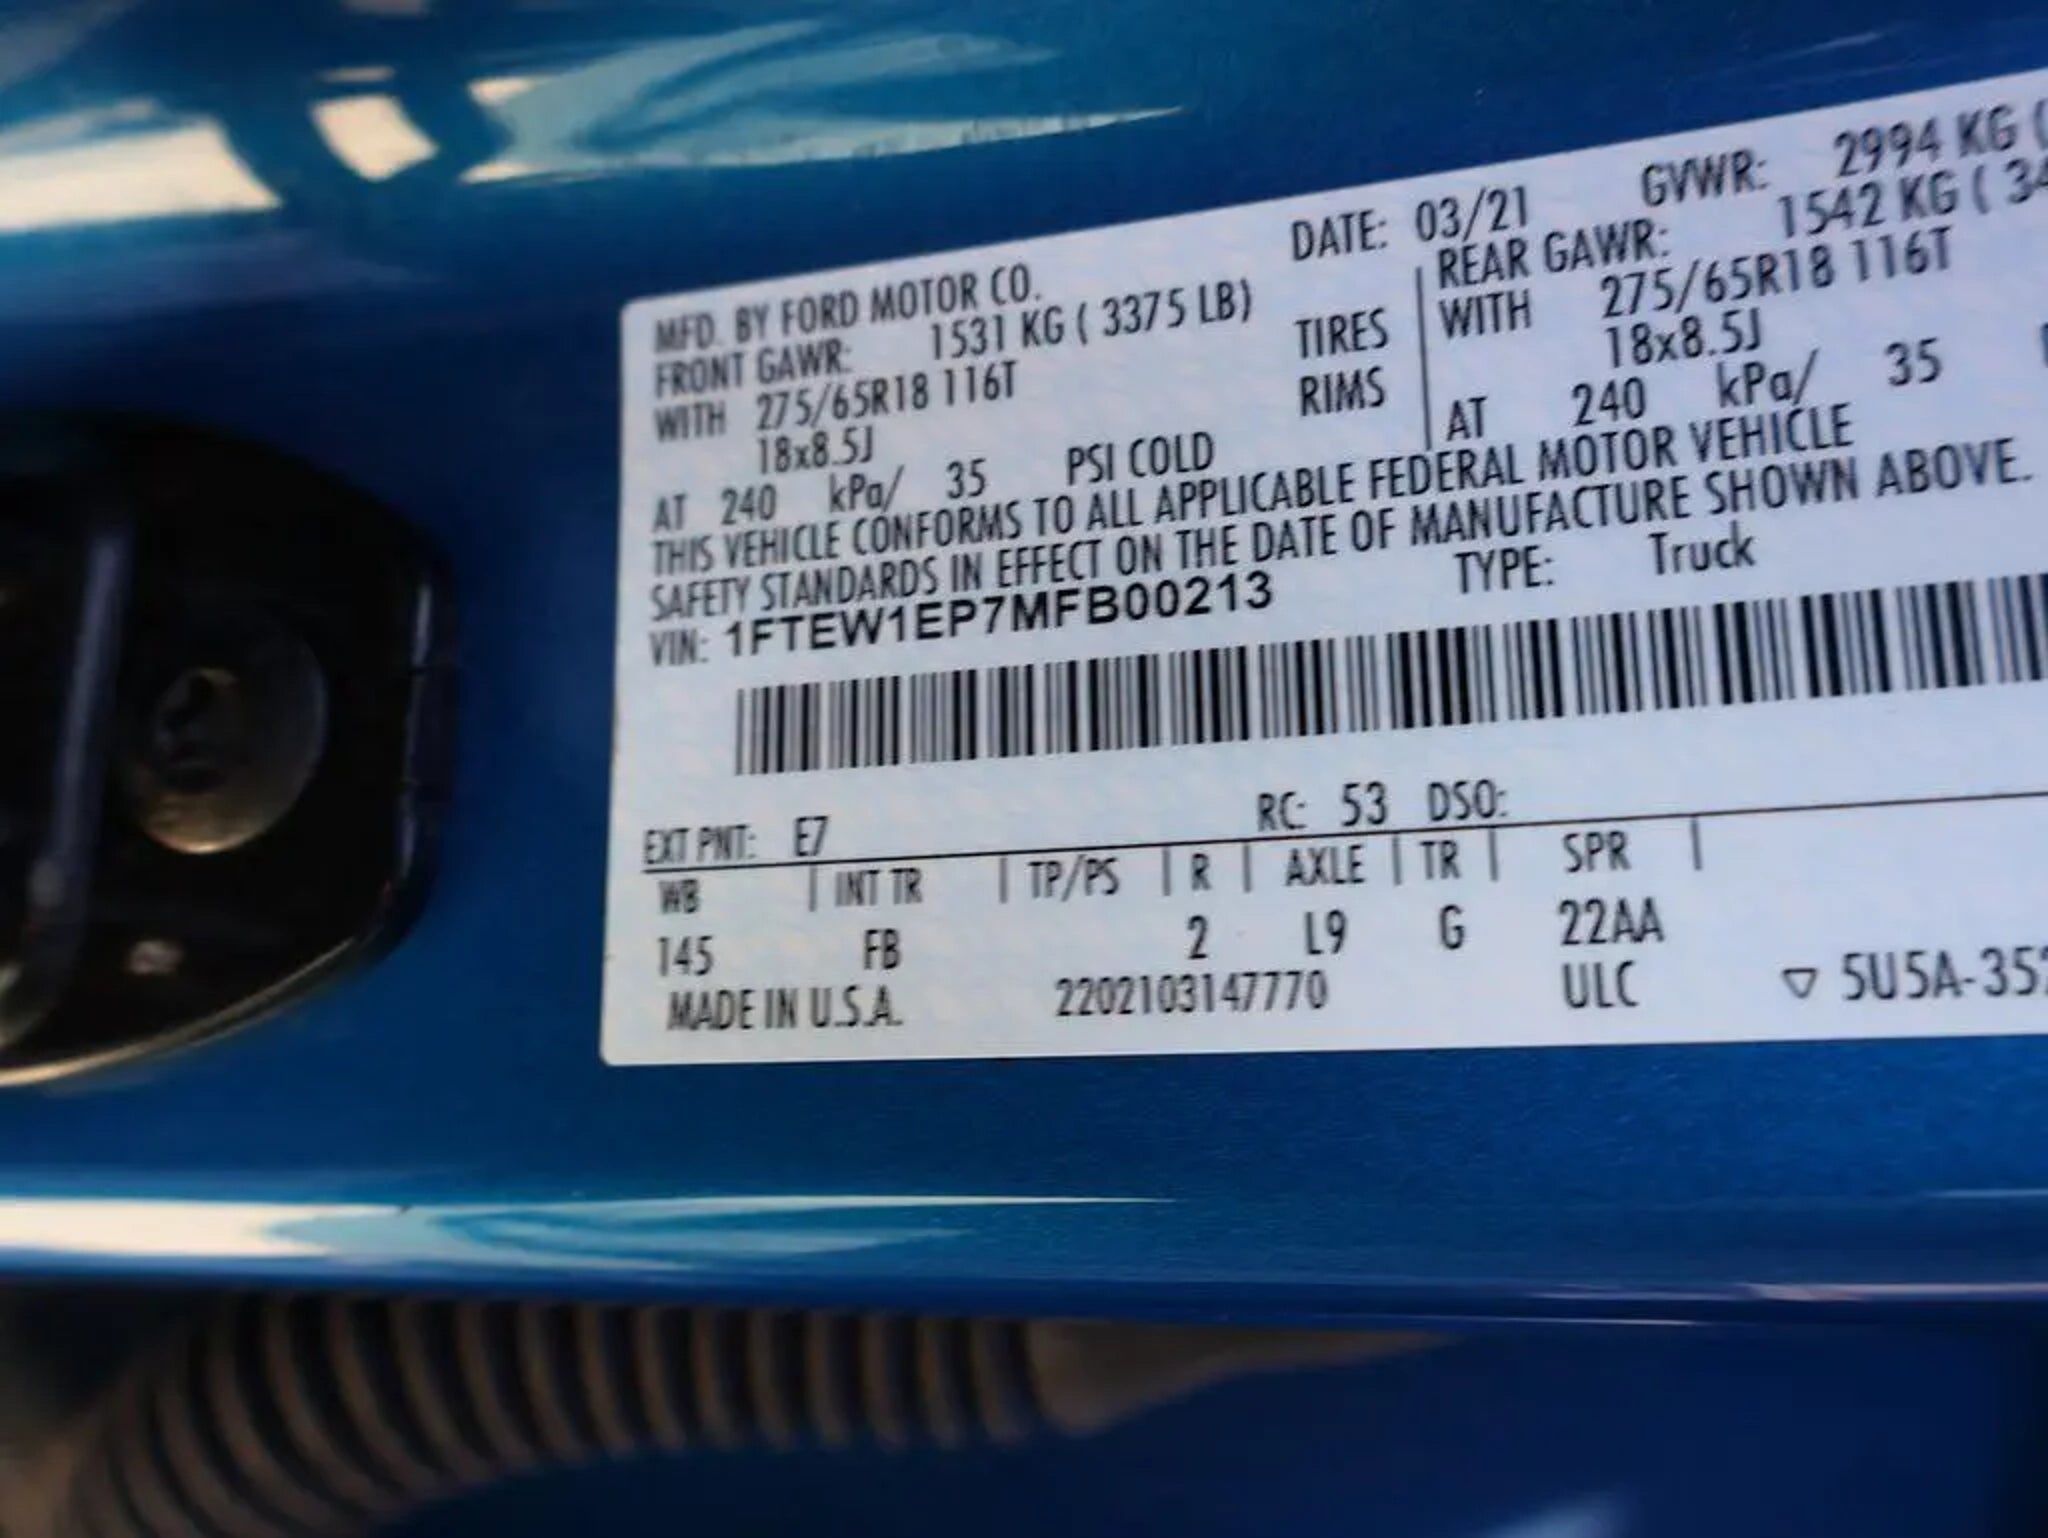 MFD. BY FORD MOTOR CO. DATE: 03/21 GVWR: 2994 KG (
FRONT GAWR: 1531 KG ( 3375 LB) REAR GAWR: 1542 KG ( 34
WITH 275/65R18 116T TIRES WITH 275/65R18 116T
18x8.5J RIMS 18x8.5J
AT 240 kPa/ 35 PSI COLD AT 240 kPa/ 35
THIS VEHICLE CONFORMS TO ALL APPLICABLE FEDERAL MOTOR VEHICLE
SAFETY STANDARDS IN EFFECT ON THE DATE OF MANUFACTURE SHOWN ABOVE.
VIN: 1FTEW1EP7MFB00213 TYPE: Truck
EXT PNT: E7 RC: 53 DSO:
WB | INT TR | TP/PS | R | AXLE | TR | SPR |
145 FB 2 L9 G 22AA
MADE IN U.S.A. 2202103147770 ULC ▽ 5U5A-352